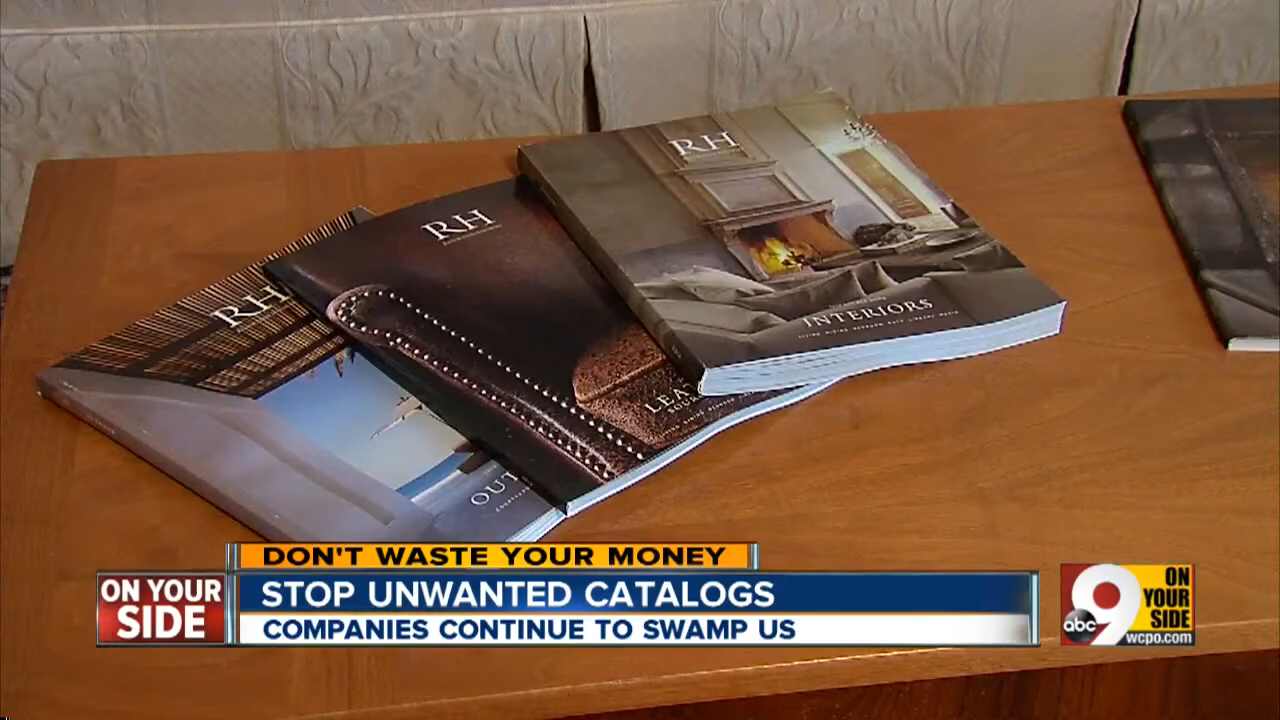 RH
INTERIORS
RH
RH
DON'T WASTE YOUR MONEY
ON YOUR
SIDE
STOP UNWANTED CATALOGS
COMPANIES CONTINUE TO SWAMP US
abc
9
ON
YOUR
SIDE
wcpo.com